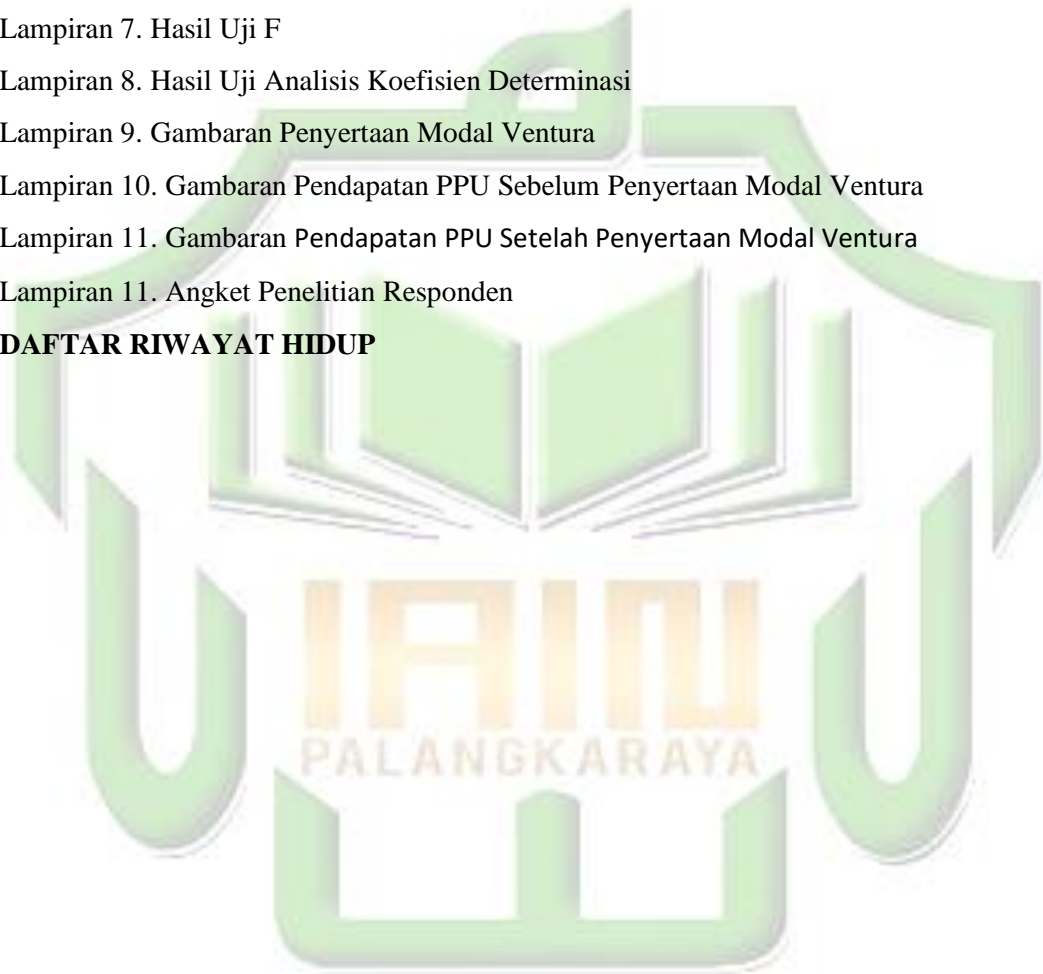 Lampiran 7. Hasil Uji F
Lampiran 8. Hasil Uji Analisis Koefisien Determinasi
Lampiran 9. Gambaran Penyertaan Modal Ventura
Lampiran 10. Gambaran Pendapatan PPU Sebelum Penyertaan Modal Ventura
Lampiran 11. Gambaran Pendapatan PPU Setelah Penyertaan Modal Ventura
Lampiran 11. Angket Penelitian Responden
DAFTAR RIWAYAT HIDUP
IAIN
PALANGKARAYA